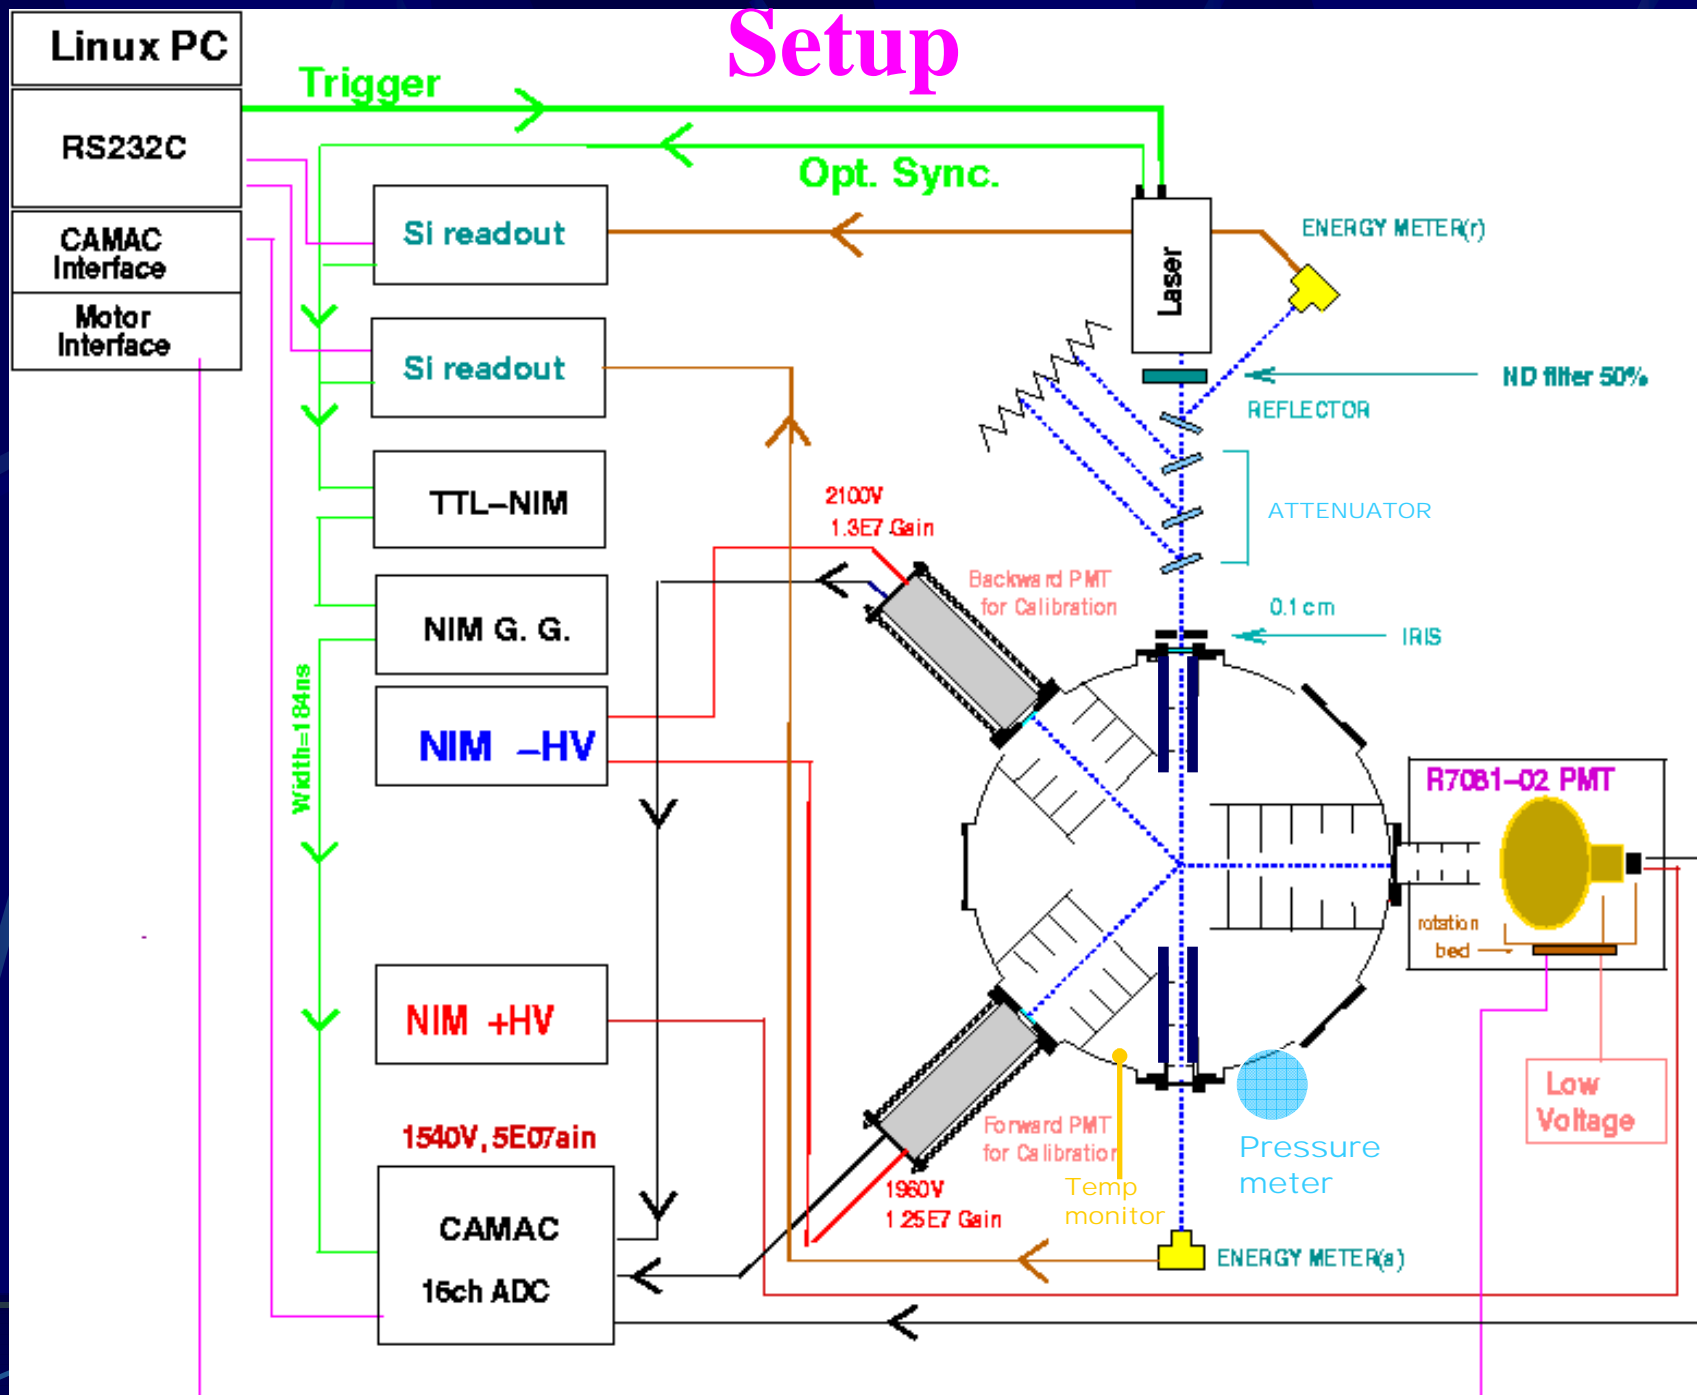 Setup
Linux PC
RS232C
CAMAC
Interface
Motor
Interface
Trigger
Opt. Sync.
Si readout
Si readout
TTL-NIM
NIM G. G.
NIM -HV
Width=184ns
NIM +HV
1540V, 5E07ain
CAMAC
16ch ADC
Laser
ENERGY METER(r)
ND filter 50%
REFLECTOR
ATTENUATOR
0.1 cm
IRIS
2100V
1.3E7 Gain
Backward PMT
for Calibration
R7081-02 PMT
rotation
bed
Low
Voltage
Forward PMT
for Calibration
1960V
1.25E7 Gain
Temp
monitor
Pressure
meter
ENERGY METER(a)